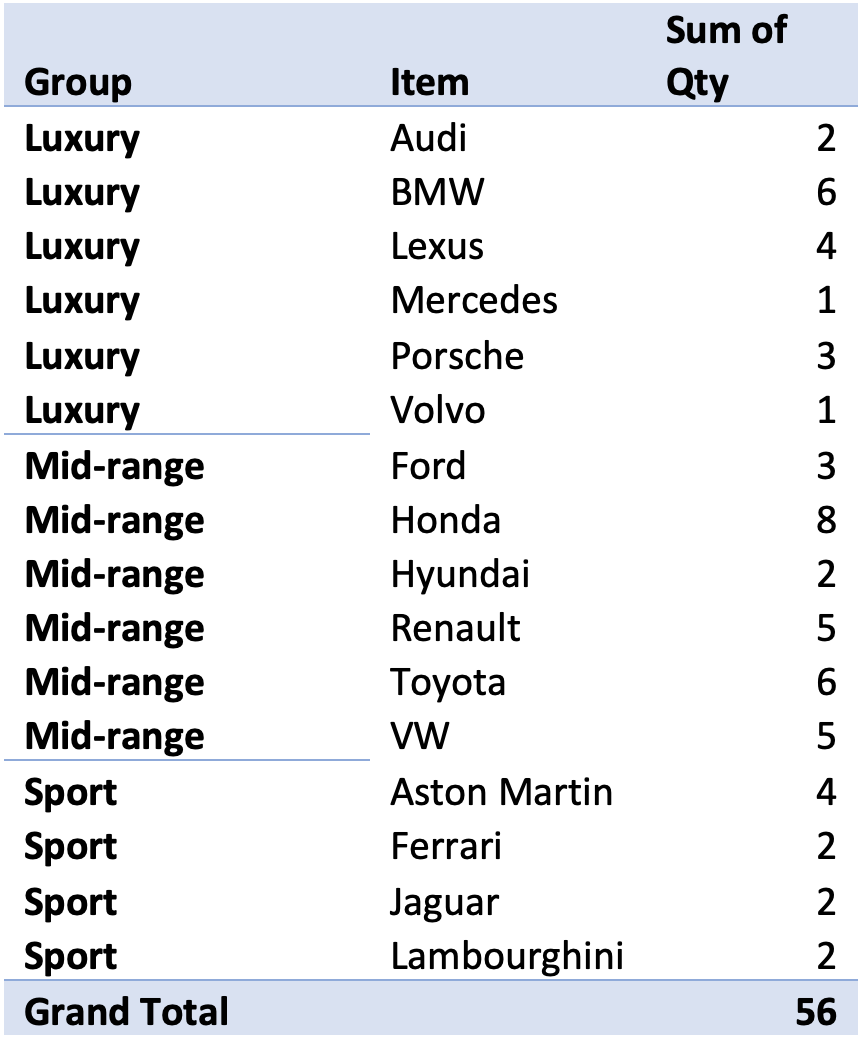 Group Item Sum of Qty
Luxury Audi 2
Luxury BMW 6
Luxury Lexus 4
Luxury Mercedes 1
Luxury Porsche 3
Luxury Volvo 1
Mid-range Ford 3
Mid-range Honda 8
Mid-range Hyundai 2
Mid-range Renault 5
Mid-range Toyota 6
Mid-range VW 5
Sport Aston Martin 4
Sport Ferrari 2
Sport Jaguar 2
Sport Lambourghini 2
Grand Total 56